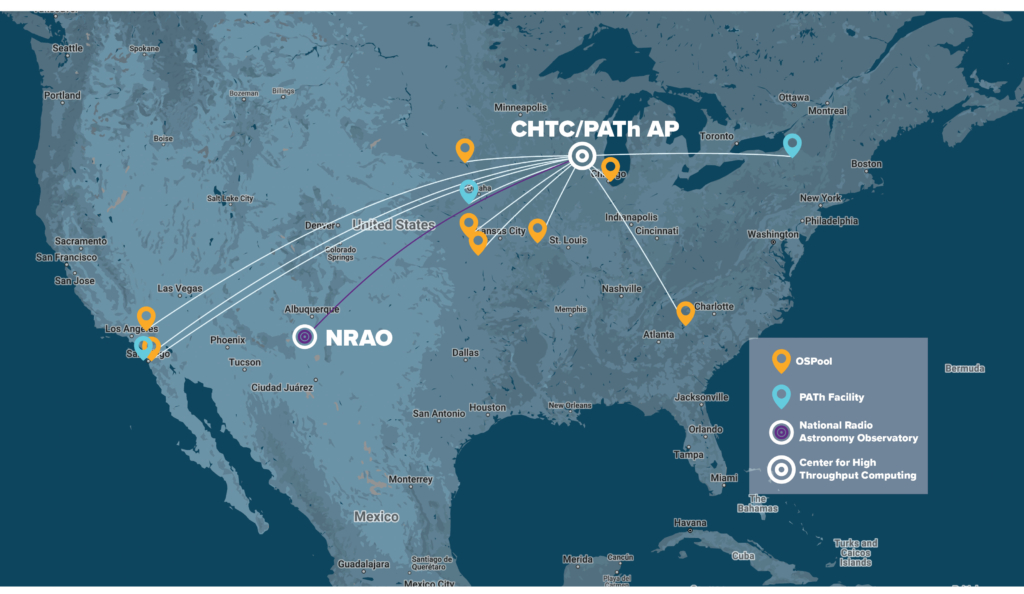 Seattle
Spokane
Portland
Bozeman
Billings
Boise
Minneapolis
Ottawa
Montreal
Toronto
CHTC/PATh AP
Boston
Salt Lake City
New York
Philadelphia
Denver
United States
Kansas City
St. Louis
Indianapolis
Cincinnati
Washington
Sacramento
San Francisco
San Jose
Colorado
Springs
Las Vegas
Nashville
Albuquerque
Memphis
Charlotte
Los Angeles
Phoenix
NRAO
Atlanta
Dallas
Tucson
Ciudad Juárez
OSPool
Bermuda
PATh Facility
Jacksonville
San Antonio
Houston
New Orleans
Orlando
National Radio
Astronomy Observatory
Tampa
Center for High
Throughput Computing
Monterrey
Miami
The
Bahamas
Mexico
Havana
Turks and
Caicos
Islands
Cuba
Guadalajara
Santiago de
Querétaro
Mérida
Cancún
Mexico City
Playa del